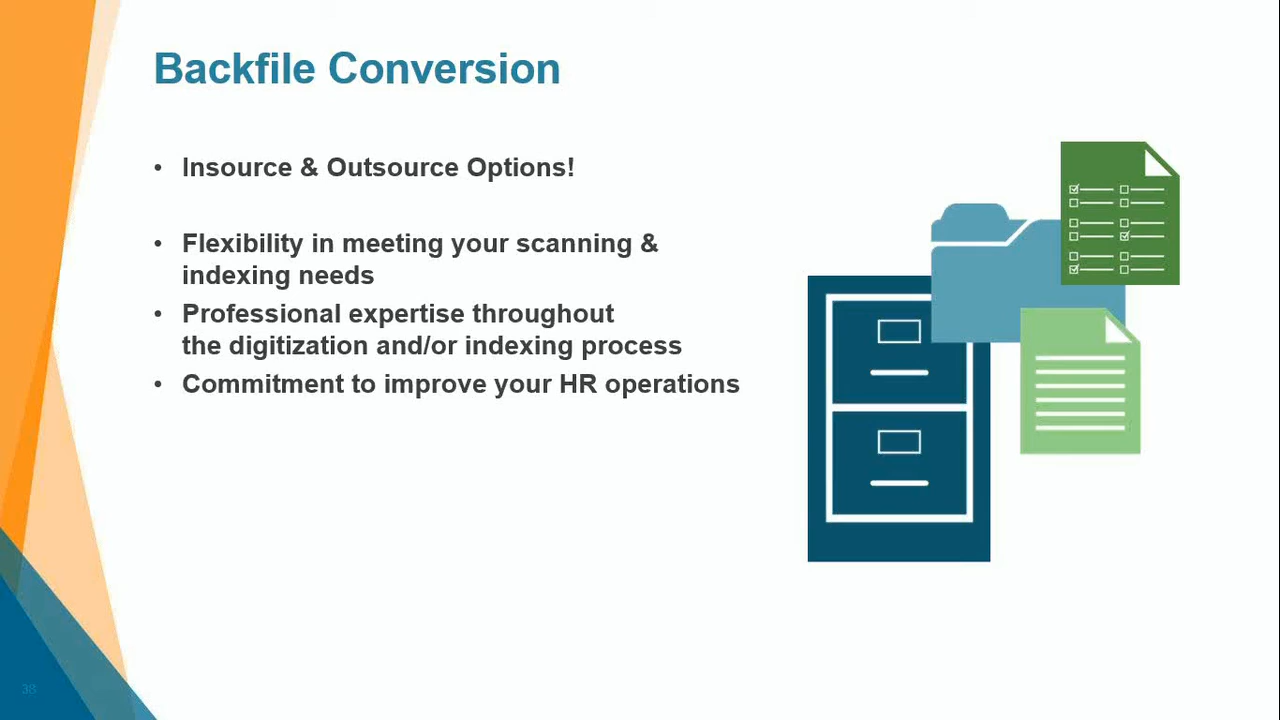 Backfile Conversion
• Insource & Outsource Options!
• Flexibility in meeting your scanning &
indexing needs
• Professional expertise throughout
the digitization and/or indexing process
• Commitment to improve your HR operations